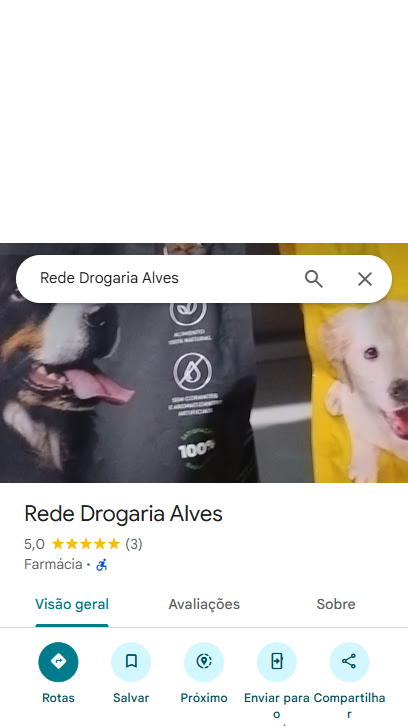 Rede Drogaria Alves
ALIMENTO
100% NATURAL
SEM CORANTES
E AROMATIZANTES
ARTIFICIAIS
100%
Rede Drogaria Alves
5,0 (3)
Farmácia ·
Visão geral Avaliações Sobre
Rotas Salvar Próximo Enviar para o Compartilhar